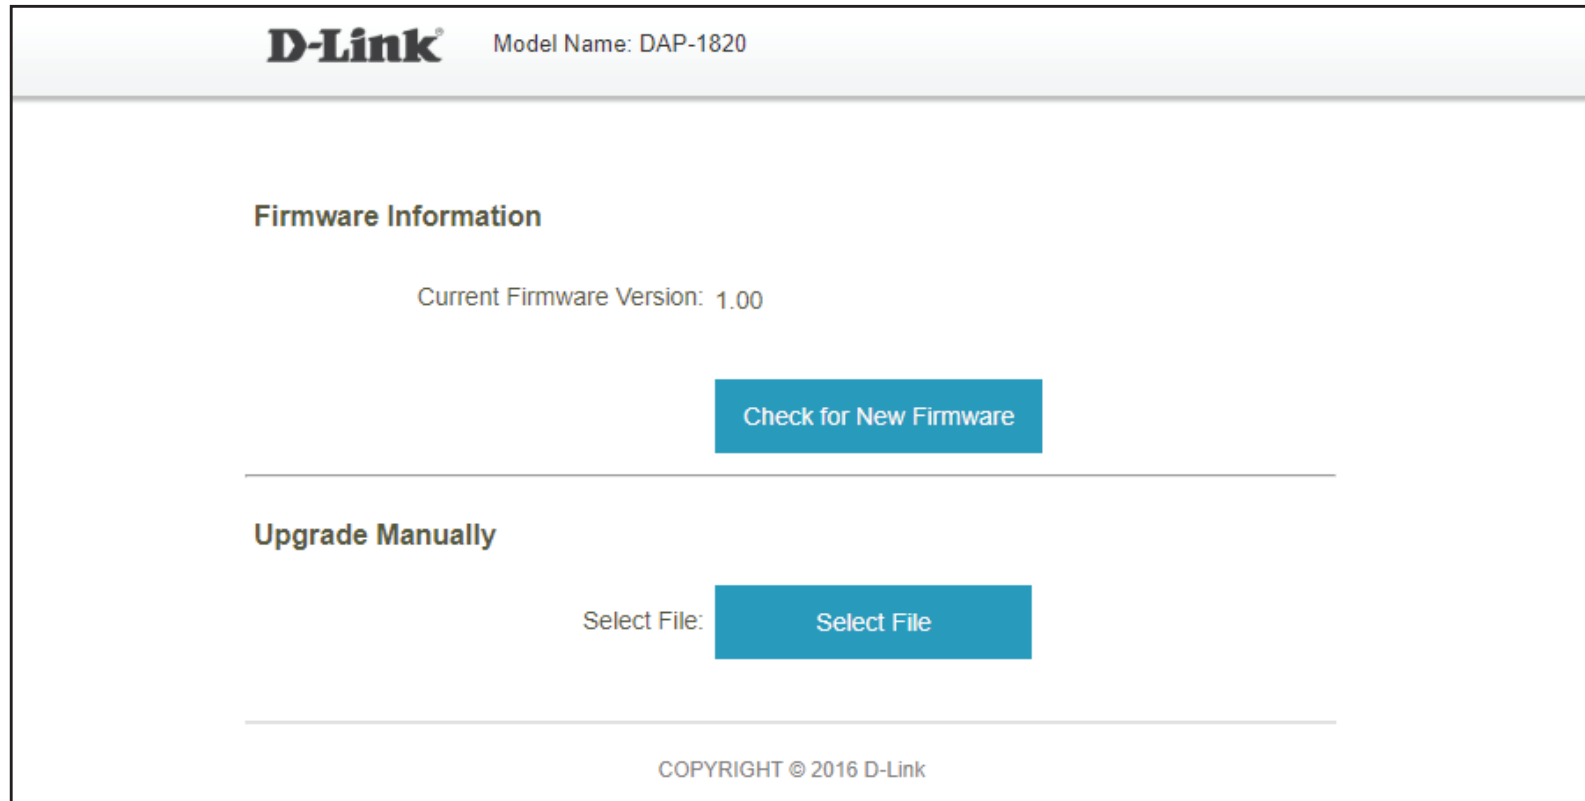 D-Link® Model Name: DAP-1820
Firmware Information
Current Firmware Version: 1.00
Check for New Firmware
Upgrade Manually
Select File: Select File
COPYRIGHT © 2016 D-Link